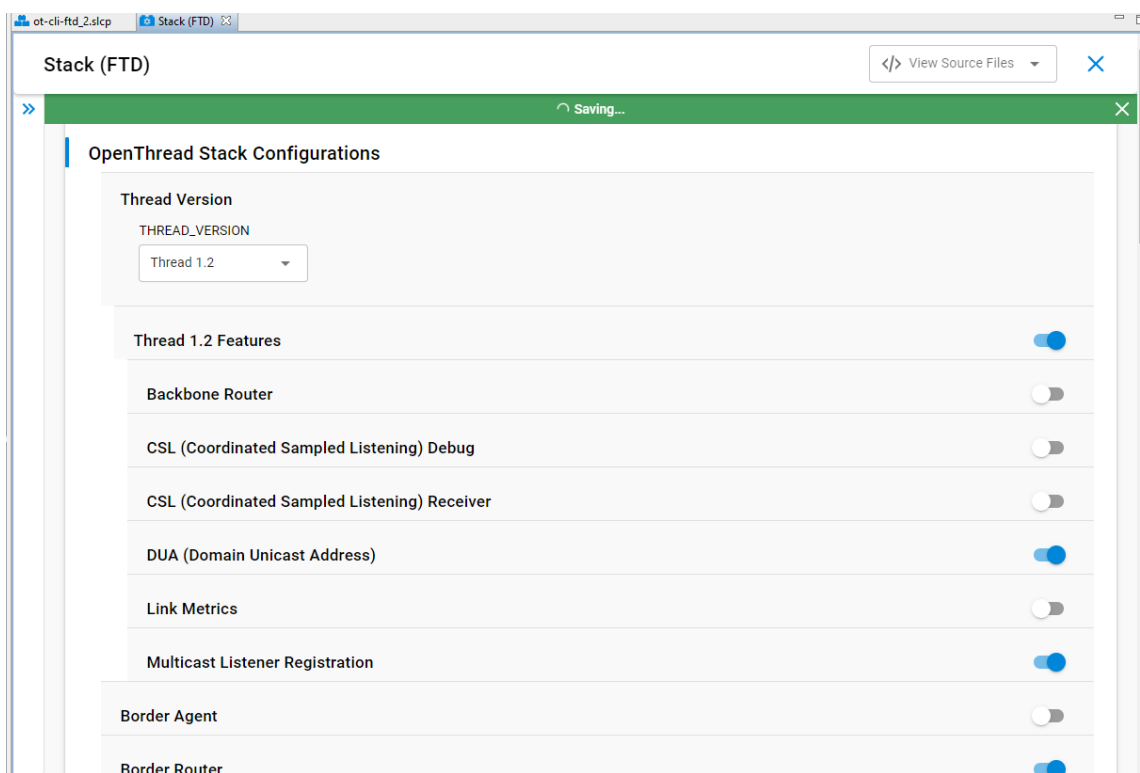 ot-cli-ftd_2.slcp Stack (FTD)
Stack (FTD) </> View Source Files
Saving...
OpenThread Stack Configurations
Thread Version
THREAD_VERSION
Thread 1.2
Thread 1.2 Features
Backbone Router
CSL (Coordinated Sampled Listening) Debug
CSL (Coordinated Sampled Listening) Receiver
DUA (Domain Unicast Address)
Link Metrics
Multicast Listener Registration
Border Agent
Border Router